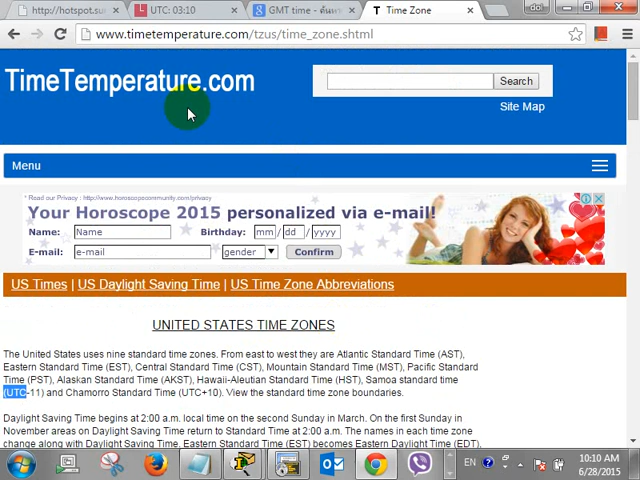 http://hotspot.su
UTC: 03:10
GMT time - ค้นห
Time Zone
doi
www.timetemperature.com/tzus/time_zone.shtml
TimeTemperature.com
Search
Site Map
Menu
* Read our Privacy : http://www.horoscopecommunity.com/privacy
Your Horoscope 2015 personalized via e-mail!
Name: Name Birthday: mm / dd / yyyy
E-mail: e-mail gender Confirm
US Times | US Daylight Saving Time | US Time Zone Abbreviations
UNITED STATES TIME ZONES
The United States uses nine standard time zones. From east to west they are Atlantic Standard Time (AST),
Eastern Standard Time (EST), Central Standard Time (CST), Mountain Standard Time (MST), Pacific Standard
Time (PST), Alaskan Standard Time (AKST), Hawaii-Aleutian Standard Time (HST), Samoa standard time
(UTC-11) and Chamorro Standard Time (UTC+10). View the standard time zone boundaries.
Daylight Saving Time begins at 2:00 a.m. local time on the second Sunday in March. On the first Sunday in
November areas on Daylight Saving Time return to Standard Time at 2:00 a.m. The names in each time zone
change along with Daylight Saving Time. Eastern Standard Time (EST) becomes Eastern Daylight Time (EDT),
EN
10:10 AM
6/28/2015